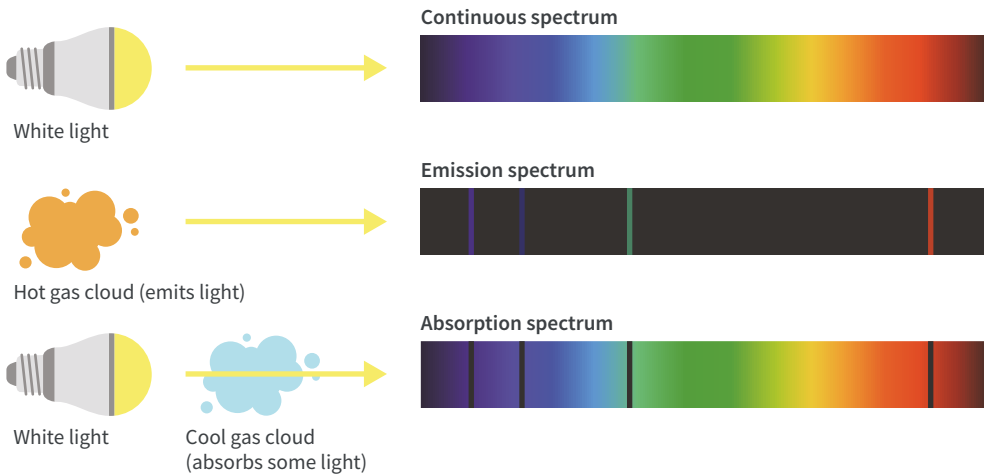 Continuous spectrum
White light
Emission spectrum
Hot gas cloud (emits light)
Absorption spectrum
White light
Cool gas cloud
(absorbs some light)